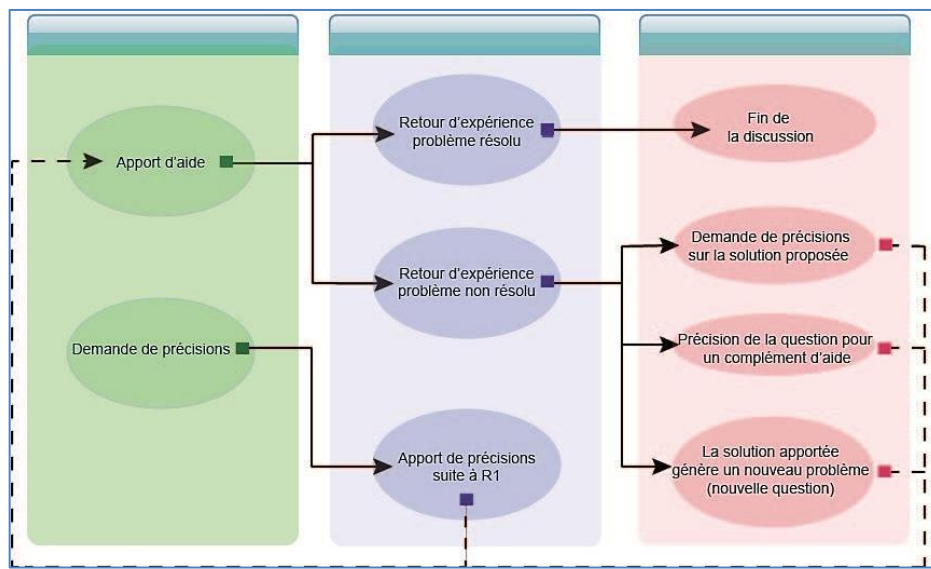 Apport d'aide
Demande de précisions
Retour d'expérience
problème résolu
Retour d'expérience
problème non résolu
Apport de précisions
suite à R1
Fin de
la discussion
Demande de précisions
sur la solution proposée
Précision de la question pour
un complément d'aide
La solution apportée
génère un nouveau problème
(nouvelle question)